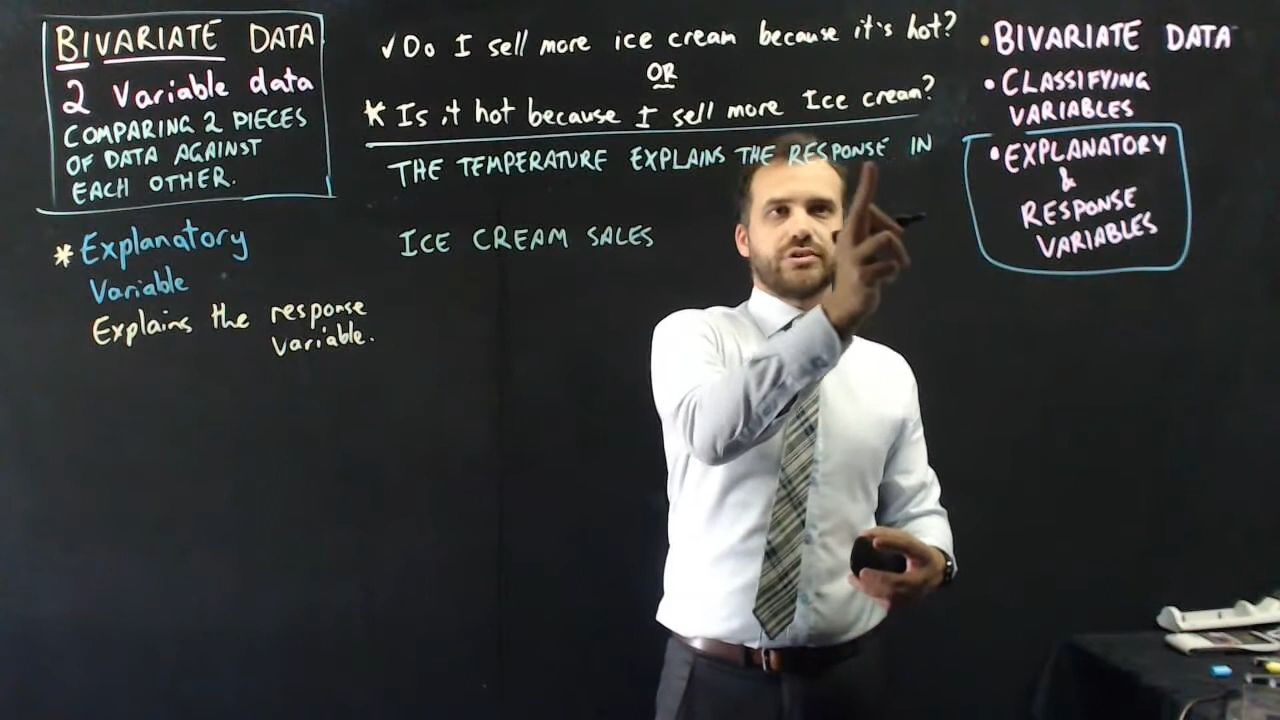 BIVARIATE DATA
2 Variable data
COMPARING 2 PIECES
OF DATA AGAINST
EACH OTHER.
* Explanatory
Variable
Explains the response
variable.
✓ Do I sell more ice cream because it's hot?
OR
* Is it hot because I sell more Ice cream?
THE TEMPERATURE EXPLAINS THE RESPONSE IN
ICE CREAM SALES
• BIVARIATE DATA
• CLASSIFYING
VARIABLES
• EXPLANATORY
&
RESPONSE
VARIABLES